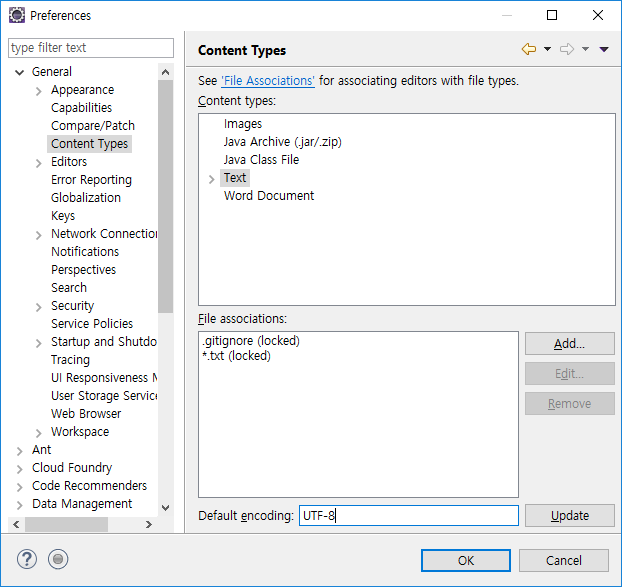 Preferences
type filter text
General
Appearance
Capabilities
Compare/Patch
Content Types
Editors
Error Reporting
Globalization
Keys
Network Connection
Notifications
Perspectives
Search
Security
Service Policies
Startup and Shutdo
Tracing
UI Responsiveness M
User Storage Service
Web Browser
Workspace
Ant
Cloud Foundry
Code Recommenders
Data Management
Content Types
See 'File Associations' for associating editors with file types.
Content types:
Images
Java Archive (.jar/.zip)
Java Class File
Text
Word Document
File associations:
.gitignore (locked)
*.txt (locked)
Add...
Edit...
Remove
Default encoding: UTF-8
Update
OK
Cancel